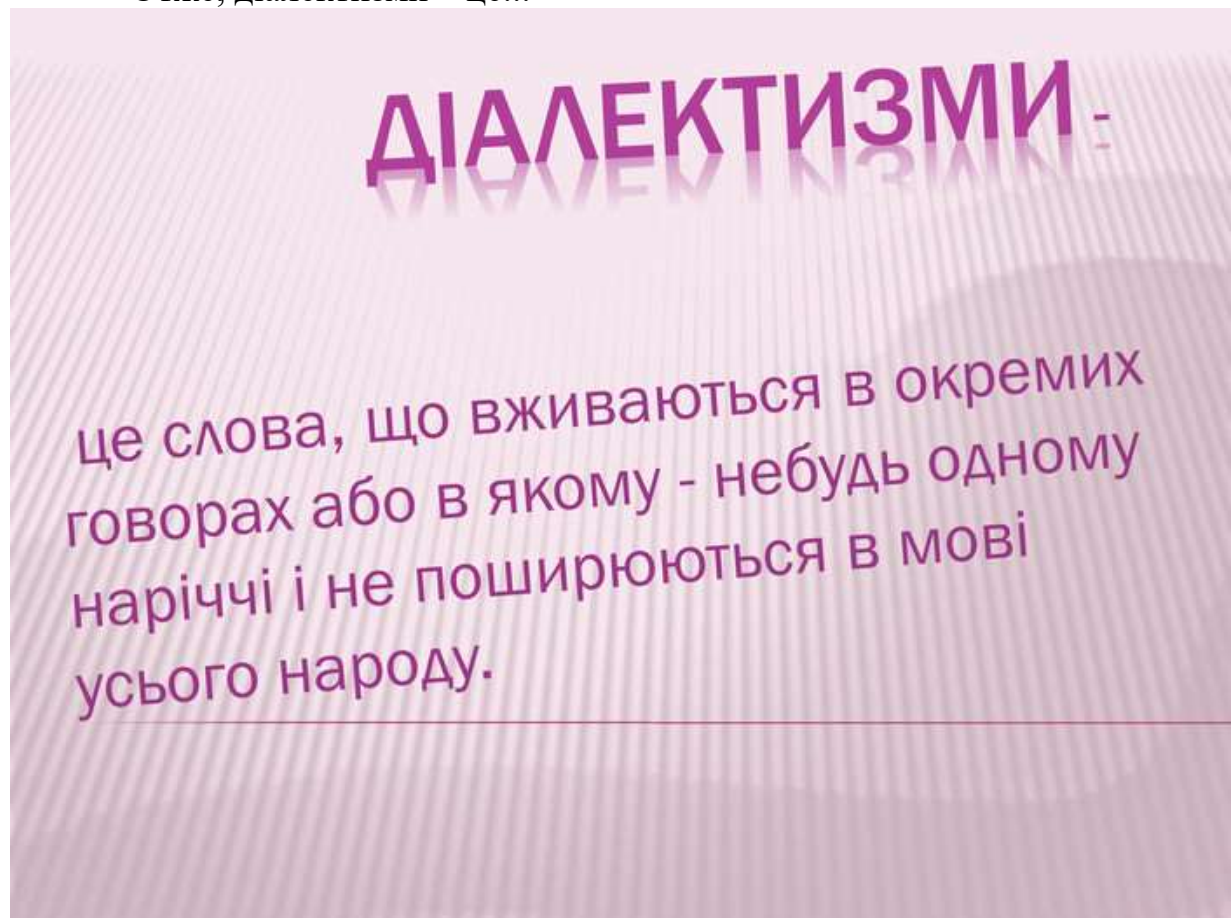 ДІАЛЕКТИЗМИ -
це слова, що вживаються в окремих
говорах або в якому - небудь одному
наріччі і не поширюються в мові
усього народу.